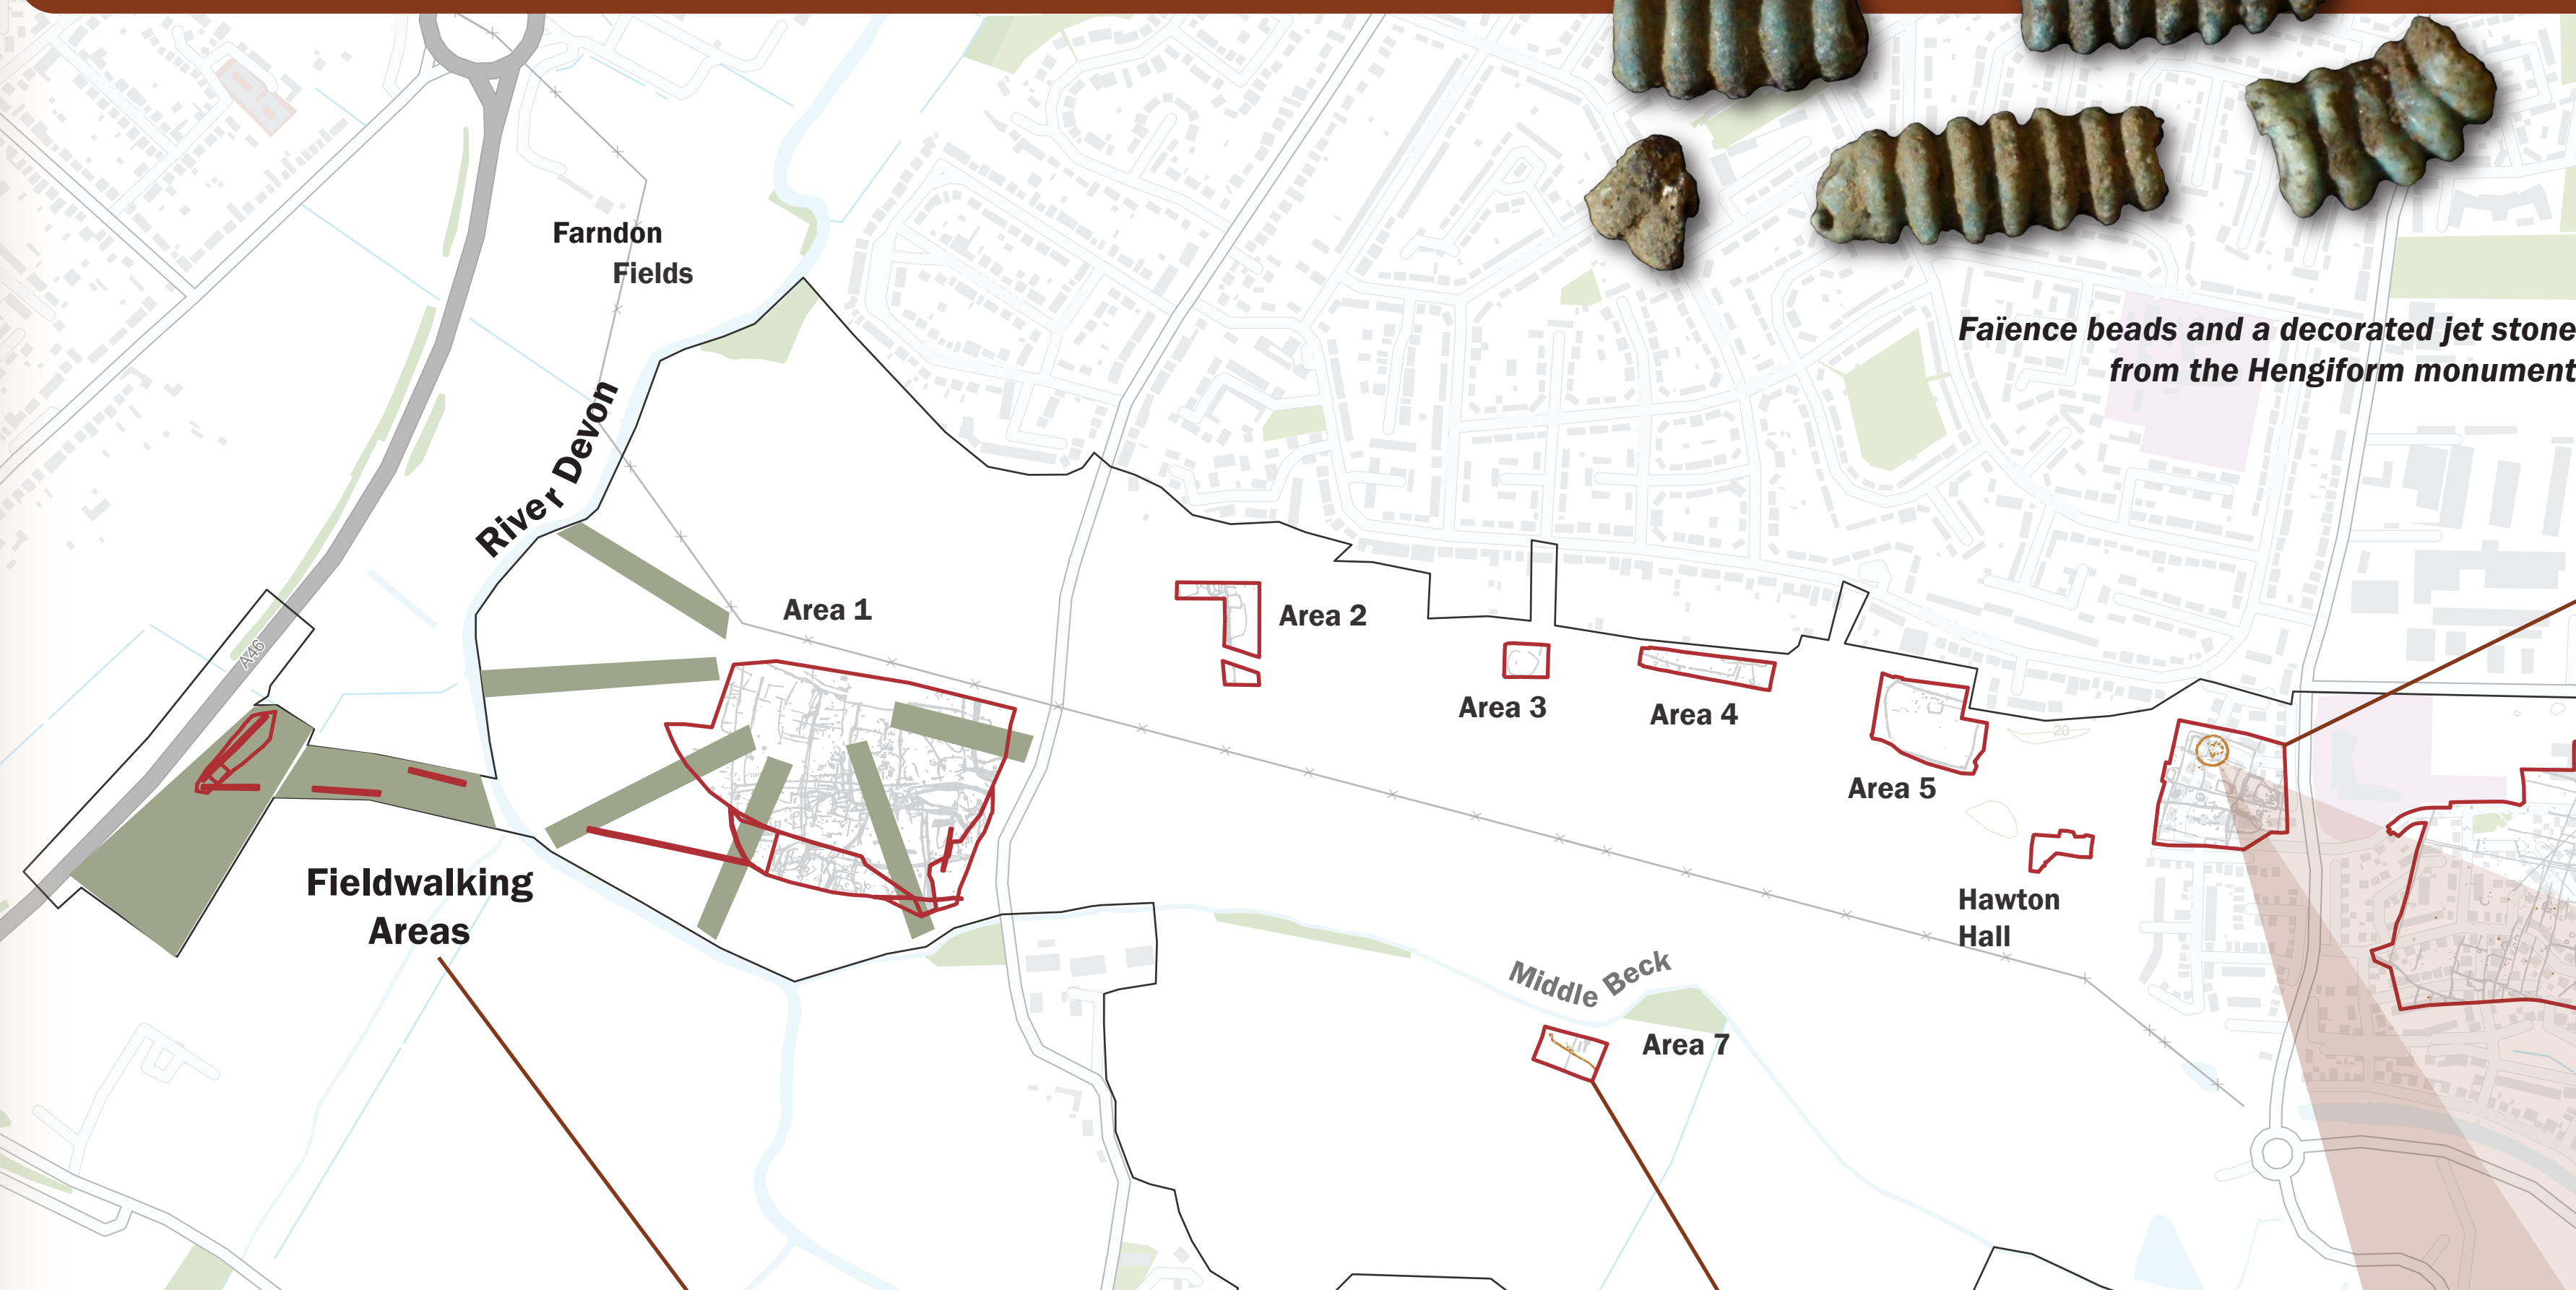 Farndon
Fields
Faïence beads and a decorated jet stone
from the Hengiform monument
River Devon
Area 1
Area 2
A46
Area 3
Area 4
20
Area 5
Fieldwalking
Areas
Hawton
Hall
Middle Beck
Area 7